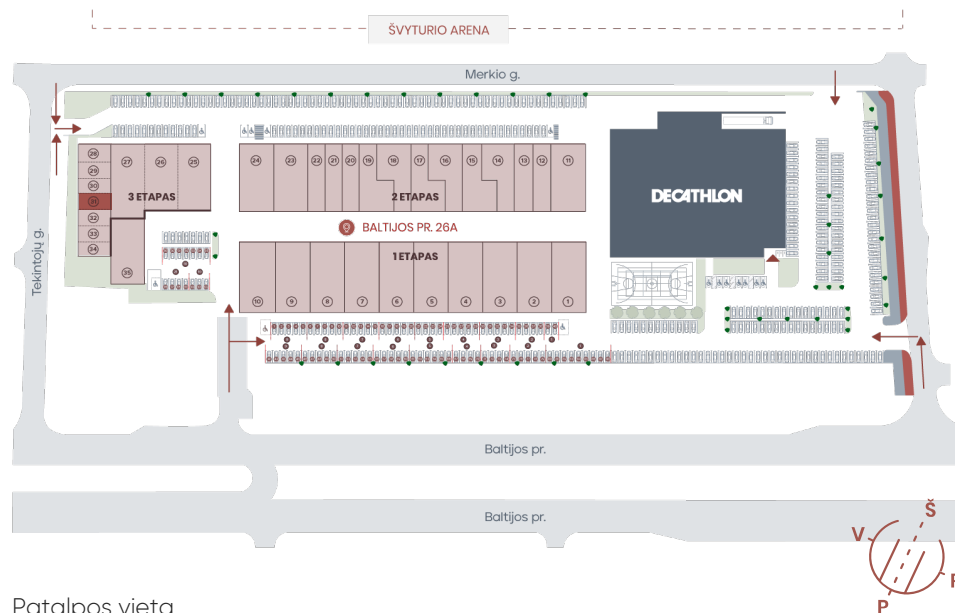 ŠVYTURIO ARENA
Merkio g.
Tekintojų g.
28
29
30
31
32
33
34
27
26
25
3 ETAPAS
35
24
23
22
21
20
19
18
17
16
15
14
13
12
11
2 ETAPAS
DECATHLON
BALTIJOS PR. 26A
1 ETAPAS
10
9
8
7
6
5
4
3
2
1
Baltijos pr.
Baltijos pr.
Š
V
R
P
Patalpos vieta